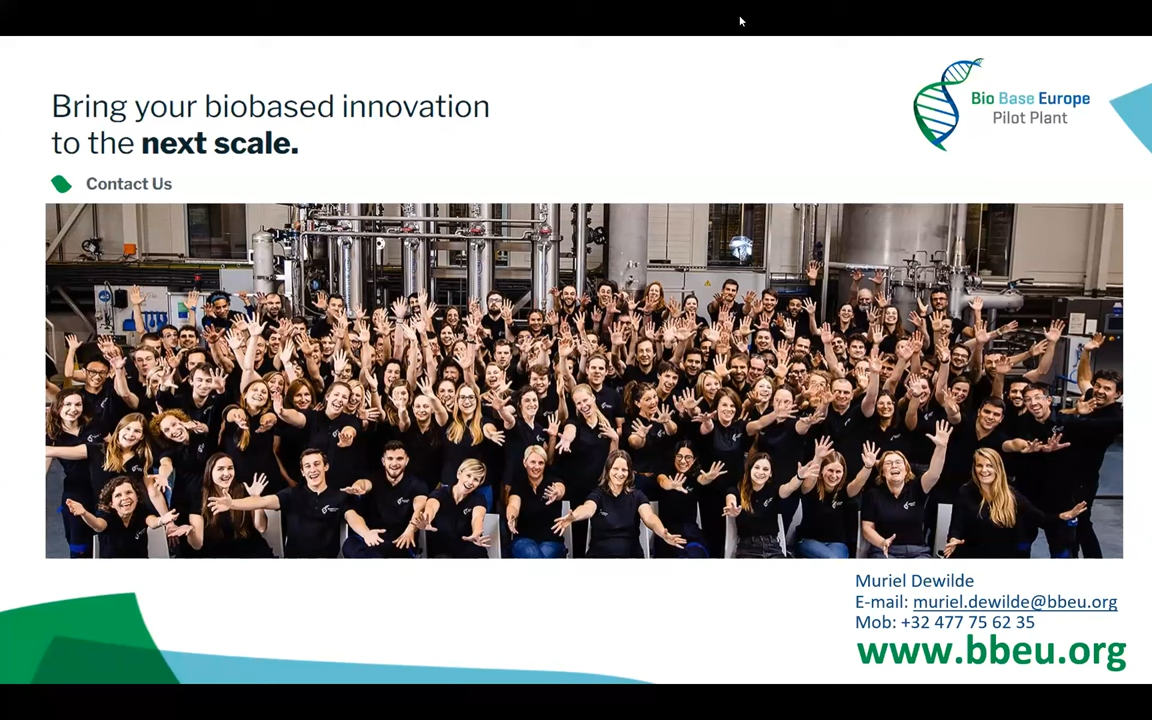 Bring your biobased innovation
to the next scale.
Contact Us
Bio Base Europe
Pilot Plant
Muriel Dewilde
E-mail: muriel.dewilde@bbeu.org
Mob: +32 477 75 62 35
www.bbeu.org